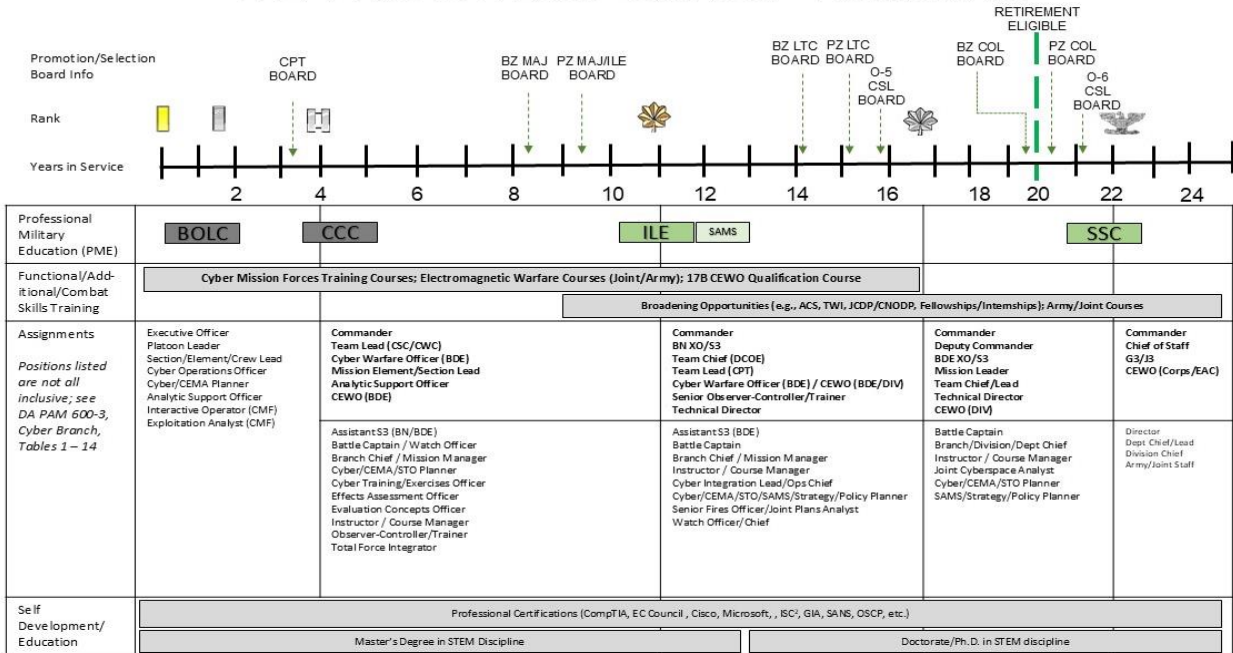 RETIREMENT
ELIGIBLE
Promotion/Selection
Board Info
CPT
BOARD
BZ MAJ
BOARD
PZ MAJ/ILE
BOARD
BZ LTC
BOARD
PZ LTC
BOARD
O-5
CSL
BOARD
BZ COL
BOARD
PZ COL
BOARD
O-6
CSL
BOARD
Rank
Years in Service
2 4 6 8 10 12 14 16 18 20 22 24
Professional
Military
Education (PME)
BOLC
CCC
ILE
SAMS
SSC
Functional/Add-
itional/Combat
Skills Training
Cyber Mission Forces Training Courses; Electromagnetic Warfare Courses (Joint/Army); 17B CEWO Qualification Course
Broadening Opportunities (e.g., ACS, TWI, JCDP/CNODP, Fellowships/Internships); Army/Joint Courses
Assignments
Positions listed
are not all
inclusive; see
DA PAM 600-3,
Cyber Branch,
Tables 1 – 14
Executive Officer
Platoon Leader
Section/Element/Crew Lead
Cyber Operations Officer
Cyber/CEMA Planner
Analytic Support Officer
Interactive Operator (CMF)
Exploitation Analyst (CMF)
Commander
Team Lead (CSC/CWC)
Cyber Warfare Officer (BDE)
Mission Element/Section Lead
Analytic Support Officer
CEWO (BDE)
Assistant S3 (BN/BDE)
Battle Captain / Watch Officer
Branch Chief / Mission Manager
Cyber/CEMA/STO Planner
Cyber Training/Exercises Officer
Effects Assessment Officer
Evaluation Concepts Officer
Instructor / Course Manager
Observer-Controller/Trainer
Total Force Integrator
Commander
BN XO/S3
Team Chief (DCOE)
Team Lead (CPT)
Cyber Warfare Officer (BDE) / CEWO (BDE/DIV)
Senior Observer-Controller/Trainer
Technical Director
Assistant S3 (BDE)
Battle Captain
Branch Chief / Mission Manager
Instructor / Course Manager
Cyber Integration Lead/Ops Chief
Cyber/CEMA/STO/SAMS/Strategy/Policy Planner
Senior Fires Officer/Joint Plans Analyst
Watch Officer/Chief
Commander
Deputy Commander
BDE XO/S3
Mission Leader
Team Chief/Lead
Technical Director
CEWO (DIV)
Battle Captain
Branch/Division/Dept Chief
Instructor / Course Manager
Joint Cyberspace Analyst
Cyber/CEMA/STO Planner
SAMS/Strategy/Policy Planner
Commander
Chief of Staff
G3/J3
CEWO (Corps/EAC)
Director
Dept Chief/Lead
Division Chief
Army/Joint Staff
Self
Development/
Education
Professional Certifications (CompTIA, EC Council , Cisco, Microsoft, , ISC², GIA, SANS, OSCP, etc.)
Master's Degree in STEM Discipline
Doctorate/Ph.D. in STEM discipline